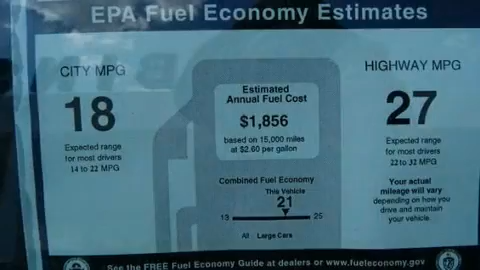 EPA Fuel Economy Estimates
CITY MPG
18
Expected range
for most drivers
14 to 22 MPG
Estimated
Annual Fuel Cost
$1,856
based on 15,000 miles
at $2.60 per gallon
Combined Fuel Economy
This Vehicle
21
13 25
All Large Cars
HIGHWAY MPG
27
Expected range
for most drivers
22 to 32 MPG
Your actual
mileage will vary
depending on how you
drive and maintain
your vehicle.
See the FREE Fuel Economy Guide at dealers or www.fueleconomy.gov